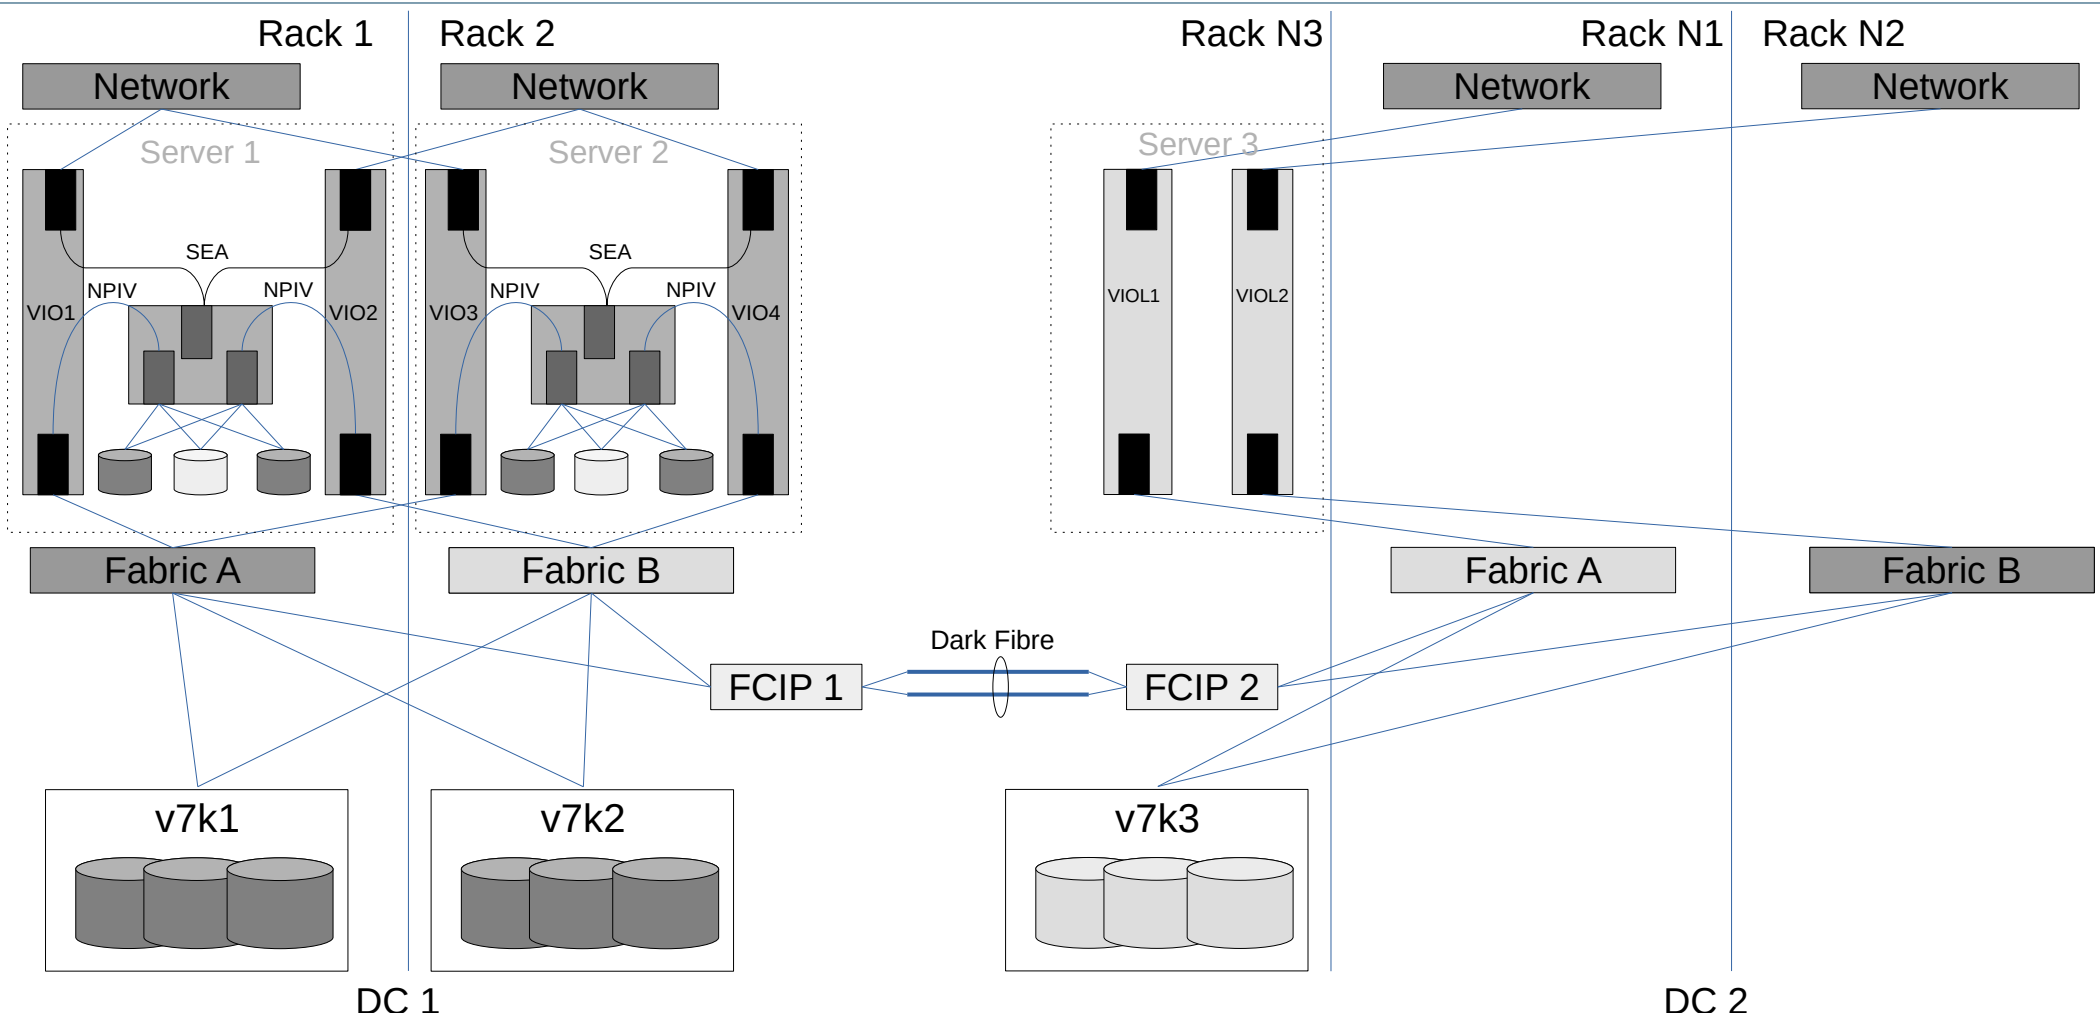 Rack 1
Rack 2
Rack N3
Rack N1
Rack N2
Network
Network
Network
Network
Server 1
Server 2
Server 3
SEA
SEA
NPIV
NPIV
NPIV
NPIV
VIO1
VIO2
VIO3
VIO4
VIOL1
VIOL2
Fabric A
Fabric B
Fabric A
Fabric B
Dark Fibre
FCIP 1
FCIP 2
v7k1
v7k2
v7k3
DC 1
DC 2